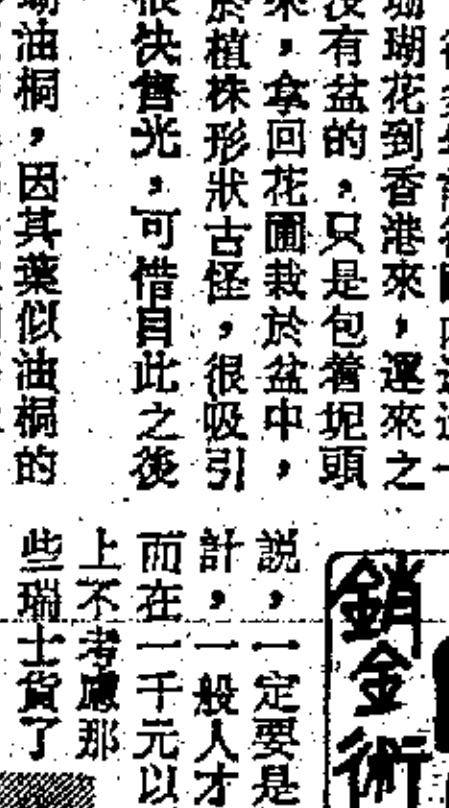 珊瑚花到香港來，運來之
沒有盆的，只是包着坭頭
來，拿回花圃栽於盆中，
於植株形狀古怪，很吸引
很快售光，可惜自此之後
瑚油桐，因其葉似油桐的
銷金術
說，一定要是
計，一般人才
而在一千元以
上不考慮那
些瑞士貨了